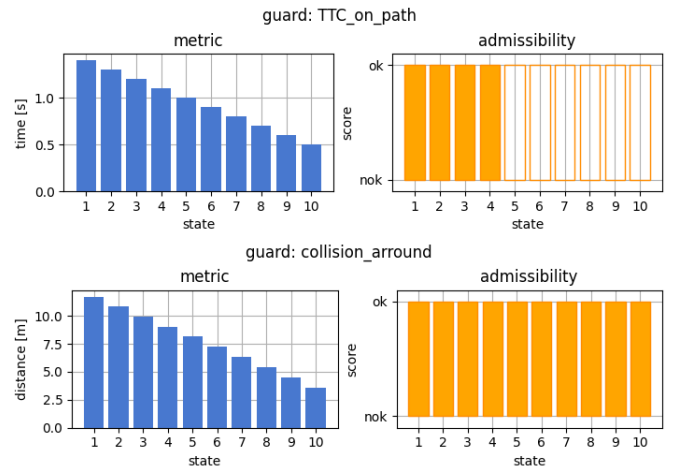 guard: TTC_on_path
metric
admissibility
time [s]
1.0
0.5
0.0
1 2 3 4 5 6 7 8 9 10
state
score
ok
nok
1 2 3 4 5 6 7 8 9 10
state
guard: collision_arround
metric
admissibility
distance [m]
10.0
7.5
5.0
2.5
0.0
1 2 3 4 5 6 7 8 9 10
state
score
ok
nok
1 2 3 4 5 6 7 8 9 10
state